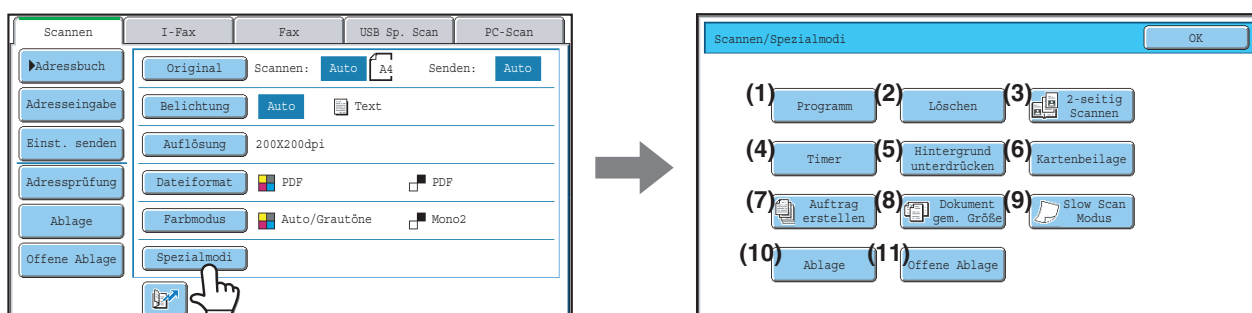 Scannen
I-Fax
Fax
USB Sp. Scan
PC-Scan
Adressbuch
Original
Scannen:
Auto
A4
Senden:
Auto
Adresseingabe
Belichtung
Auto
Text
Einst. senden
Auflösung
200X200dpi
Adressprüfung
Dateiformat
PDF
PDF
Ablage
Farbmodus
Auto/Grautöne
Mono2
Offene Ablage
Spezialmodi
Scannen/Spezialmodi
OK
(1)
Programm
(2)
Löschen
(3)
2-seitig
Scannen
(4)
Timer
(5)
Hintergrund
unterdrücken
(6)
Kartenbeilage
(7)
Auftrag
erstellen
(8)
Dokument
gem. Größe
(9)
Slow Scan
Modus
(10)
Ablage
(11)
Offene Ablage